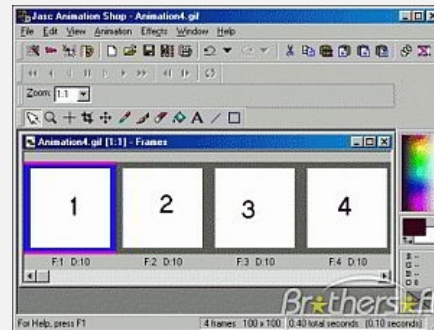 Jasc Animation Shop - Animation4.gif
File Edit View Animation Effects Window Help
Zoom: 1:1
Animation4.gif [1:1] - Frames
1 2 3 4
F:1 D:10 F:2 D:10 F:3 D:10 F:4 D:10
For Help, press F1 4 frames 100 x 100 0.40 total seconds (0.10 seconds)
Brothers